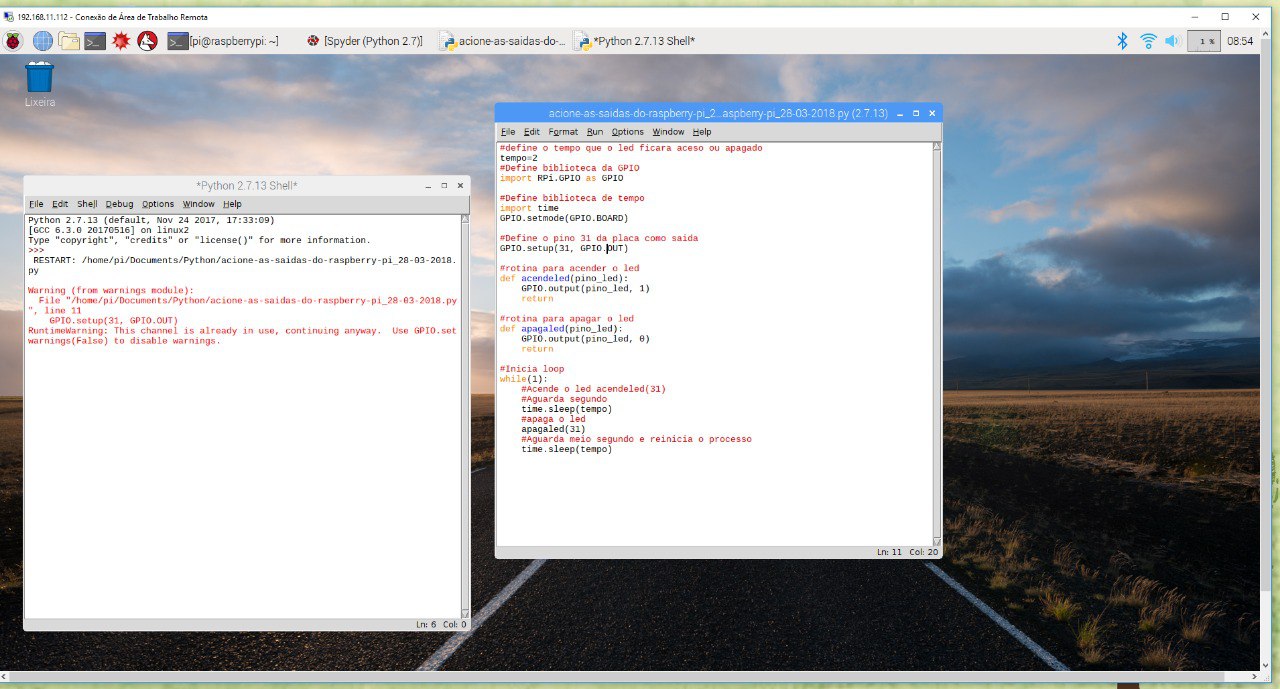 192.168.11.112 - Conexão de Área de Trabalho Remota
[pi@raspberrypi: ~]
[Spyder (Python 2.7)]
acione-as-saidas-do-...
*Python 2.7.13 Shell*
1 %
08:54
Lixeira
*Python 2.7.13 Shell*
File Edit Shell Debug Options Window Help
Python 2.7.13 (default, Nov 24 2017, 17:33:09)
[GCC 6.3.0 20170516] on linux2
Type "copyright", "credits" or "license()" for more information.
>>>
RESTART: /home/pi/Documents/Python/acione-as-saidas-do-raspberry-pi_28-03-2018.
py
Warning (from warnings module):
File "/home/pi/Documents/Python/acione-as-saidas-do-raspberry-pi_28-03-2018.py
", line 11
GPIO.setup(31, GPIO.OUT)
RuntimeWarning: This channel is already in use, continuing anyway.  Use GPIO.set
warnings(False) to disable warnings.
Ln: 6 Col: 0
acione-as-saidas-do-raspberry-pi_2...aspberry-pi_28-03-2018.py (2.7.13)
File Edit Format Run Options Window Help
#define o tempo que o led ficara aceso ou apagado
tempo=2
#Define biblioteca da GPIO
import RPi.GPIO as GPIO
#Define biblioteca de tempo
import time
GPIO.setmode(GPIO.BOARD)
#Define o pino 31 da placa como saida
GPIO.setup(31, GPIO.OUT)
#rotina para acender o led
def acendeled(pino_led):
GPIO.output(pino_led, 1)
return
#rotina para apagar o led
def apagaled(pino_led):
GPIO.output(pino_led, 0)
return
#Inicia loop
while(1):
#Acende o led acendeled(31)
#Aguarda segundo
time.sleep(tempo)
#apaga o led
apagaled(31)
#Aguarda meio segundo e reinicia o processo
time.sleep(tempo)
Ln: 11 Col: 20